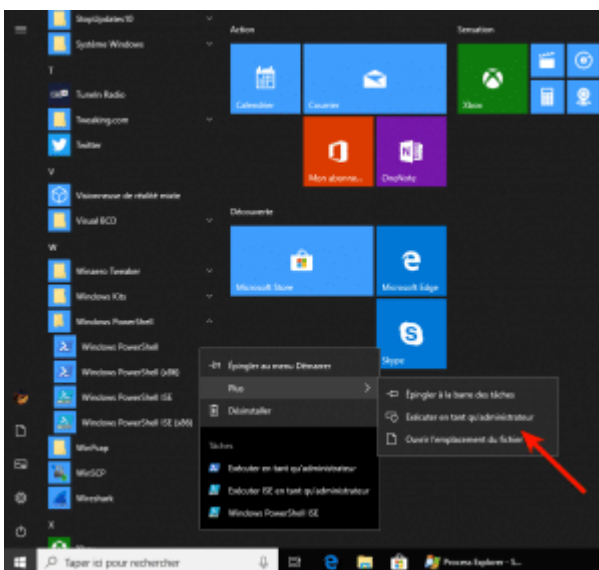 StopUpdates10
Système Windows
T
TuneIn Radio
Tweaking.com
Twitter
V
Visionneuse de réalité mixte
Visual BCD
W
Winaero Tweaker
Windows Kits
Windows PowerShell
Windows PowerShell
Windows PowerShell (x86)
Windows PowerShell ISE
Windows PowerShell ISE (x86)
WinPcap
WinSCP
Wireshark
X
Action
Calendrier
Courrier
Mon abonne...
OneNote
Sensation
Xbox
Découverte
Microsoft Store
Microsoft Edge
Skype
Épingler au menu Démarrer
Plus
Désinstaller
Tâches
Exécuter en tant qu'administrateur
Exécuter ISE en tant qu'administrateur
Windows PowerShell ISE
Épingler à la barre des tâches
Exécuter en tant qu'administrateur
Ouvrir l'emplacement du fichier
Taper ici pour rechercher
Process Explorer - S...